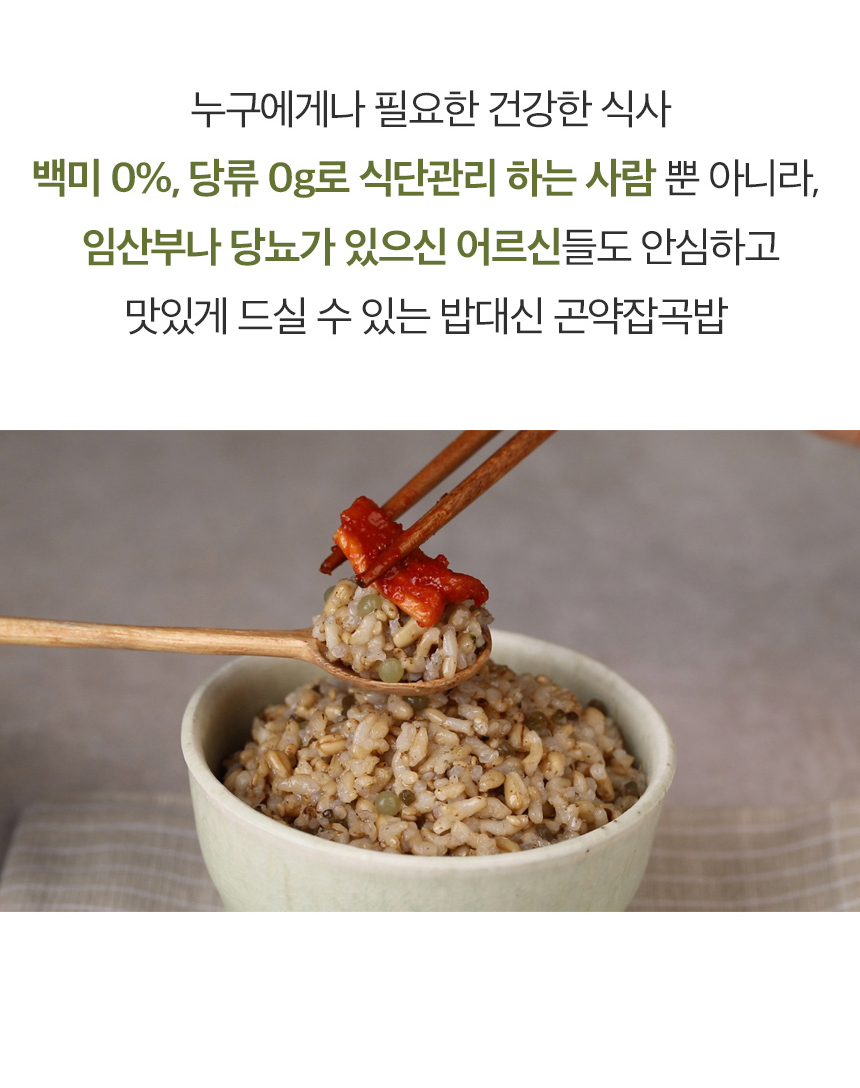 누구에게나 필요한 건강한 식사
백미 0%, 당류 0g로 식단관리 하는 사람 뿐 아니라,
임산부나 당뇨가 있으신 어르신들도 안심하고
맛있게 드실 수 있는 밥대신 곤약잡곡밥